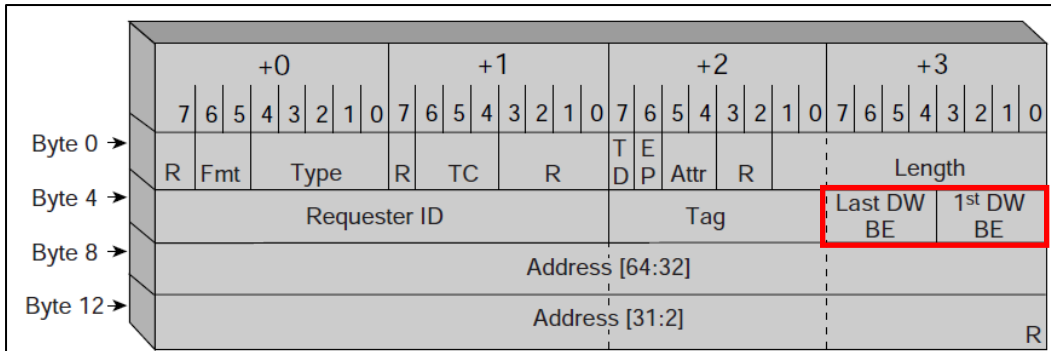 +0 +1 +2 +3
7 6 5 4 3 2 1 0 7 6 5 4 3 2 1 0 7 6 5 4 3 2 1 0 7 6 5 4 3 2 1 0
Byte 0 R Fmt Type R TC R TD EP Attr R Length
Byte 4 Requester ID Tag Last DW BE 1st DW BE
Byte 8 Address [64:32]
Byte 12 Address [31:2] R